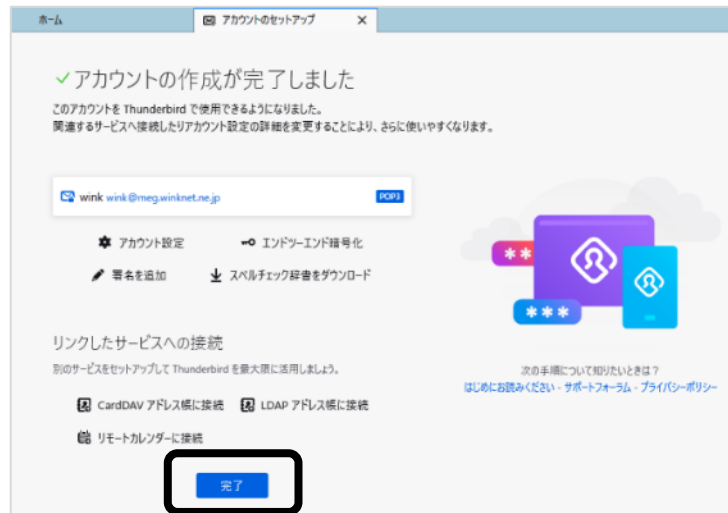 ホーム
アカウントのセットアップ
アカウントの作成が完了しました
このアカウントを Thunderbird で使用できるようになりました。
関連するサービスへ接続したりアカウント設定の詳細を変更することにより、さらに使いやすくなります。
wink wink@meg.winknet.ne.jp POP3
アカウント設定 エンドツーエンド暗号化
署名を追加 スペルチェック辞書をダウンロード
リンクしたサービスへの接続
別のサービスをセットアップして Thunderbird を最大限に活用しましょう。
CardDAV アドレス帳に接続 LDAP アドレス帳に接続
リモートカレンダーに接続
完了
**
***
次の手順について知りたいときは？
はじめにお読みください - サポートフォーラム - プライバシーポリシー